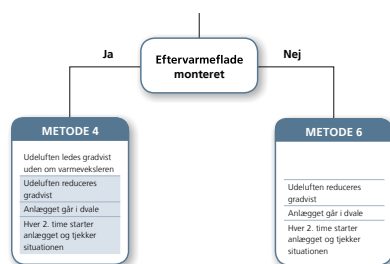 Ja
Eftervarmeflade
monteret
Nej
METODE 4
Udeluften ledes gradvist
uden om varmeveksleren
Udeluften reduceres
gradvist
Anlægget går i dvale
Hver 2. time starter
anlægget og tjekker
situationen
METODE 6
Udeluften reduceres
gradvist
Anlægget går i dvale
Hver 2. time starter
anlægget og tjekker
situationen